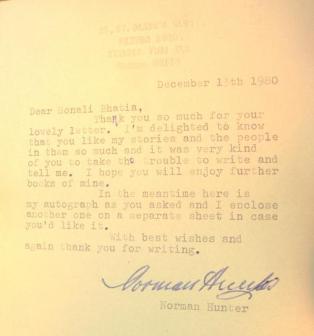 December 13th 1980
Dear Sonali Bhatia,
Thank you so much for your
lovely letter. I'm delighted to know
that you like my stories and the people
in them so much and it was very kind
of you to take the trouble to write and
tell me. I hope you will enjoy further
books of mine.
In the meantime here is
my autograph as you asked and I enclose
another one on a separate sheet in case
you'd like it.
With best wishes and
again thank you for writing.
Norman Hunter
Norman Hunter